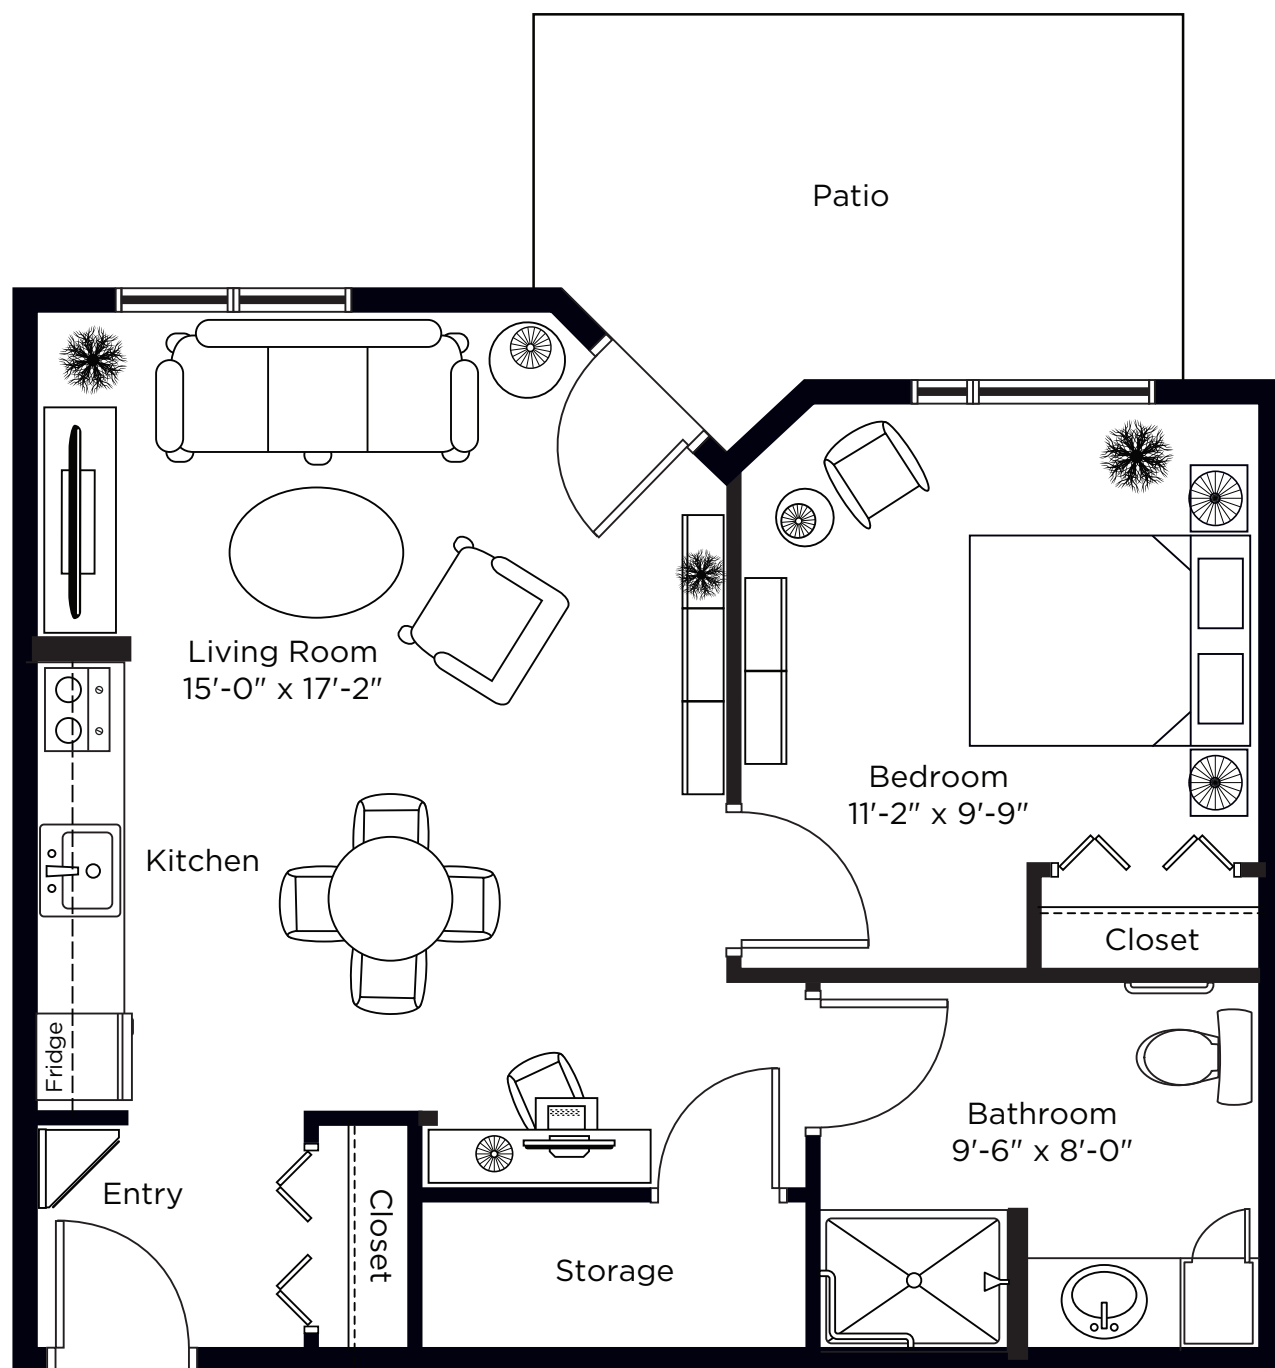 Patio
Living Room
15'-0" x 17'-2"
Bedroom
11'-2" x 9'-9"
Kitchen
Closet
Fridge
Bathroom
9'-6" x 8'-0"
Entry
Closet
Storage